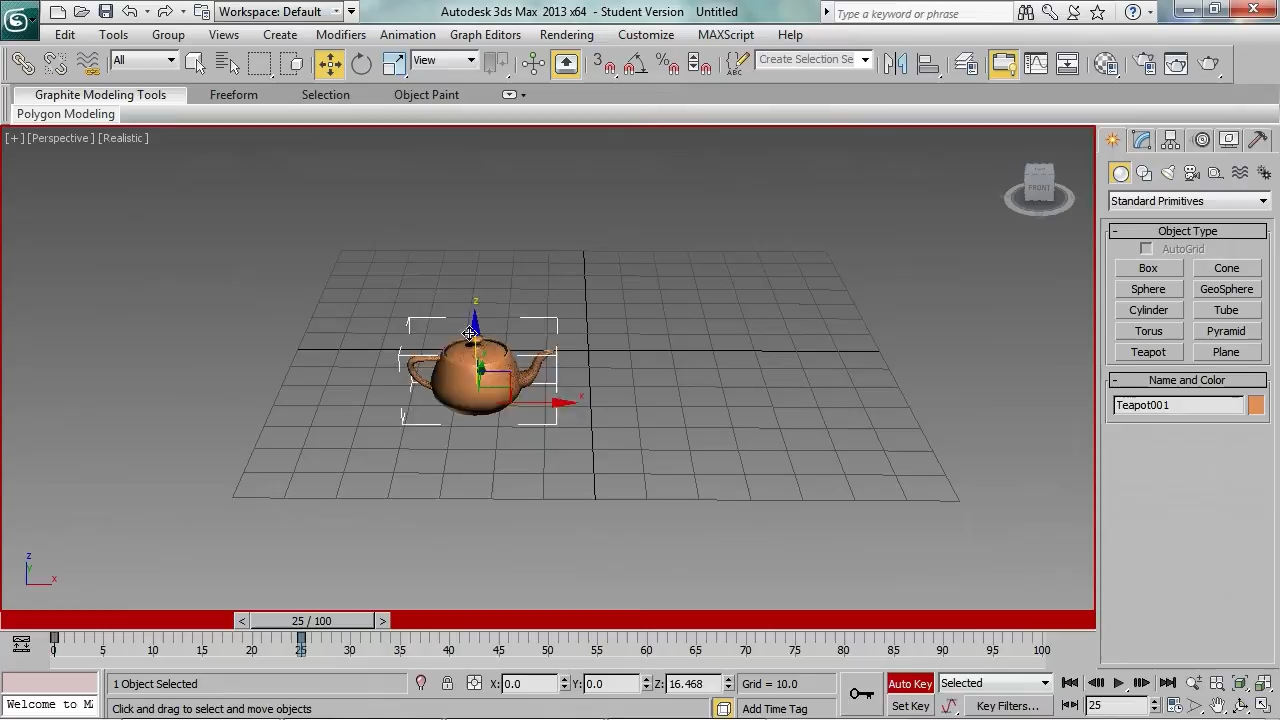 Workspace: Default
Autodesk 3ds Max 2013 x64 - Student Version Untitled
Type a keyword or phrase
Edit Tools Group Views Create Modifiers Animation Graph Editors Rendering Customize MAXScript Help
All
View
3
Create Selection Se
Graphite Modeling Tools Freeform Selection Object Paint
Polygon Modeling
[+] [Perspective] [Realistic]
FRONT
Standard Primitives
Object Type
AutoGrid
Box Cone
Sphere GeoSphere
Cylinder Tube
Torus Pyramid
Teapot Plane
Name and Color
Teapot001
z
x
z
y
x
< 25 / 100 >
0 5 10 15 20 25 30 35 40 45 50 55 60 65 70 75 80 85 90 95 100
1 Object Selected X: 0.0 Y: 0.0 Z: 16.468 Grid = 10.0 Auto Key Selected
Welcome to M Click and drag to select and move objects Add Time Tag Set Key Key Filters... 25